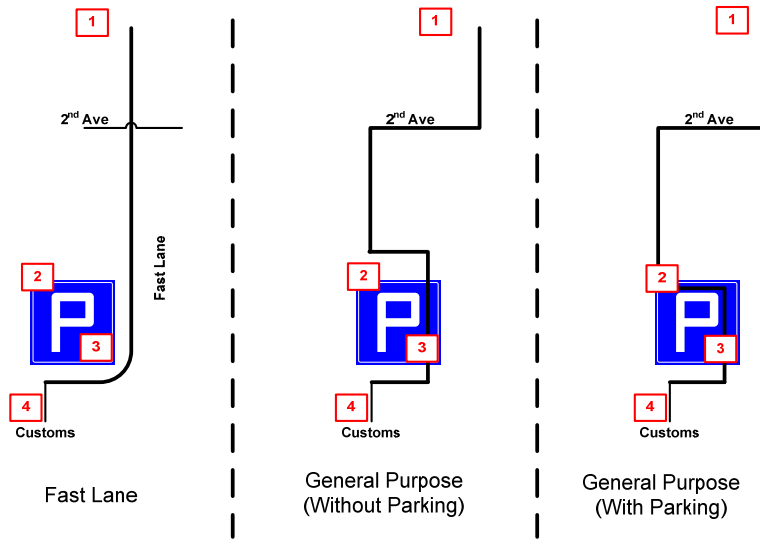 1
2nd Ave
Fast Lane
2
P
3
4
Customs
Fast Lane
1
2nd Ave
2
P
3
4
Customs
General Purpose
(Without Parking)
1
2nd Ave
2
P
3
4
Customs
General Purpose
(With Parking)